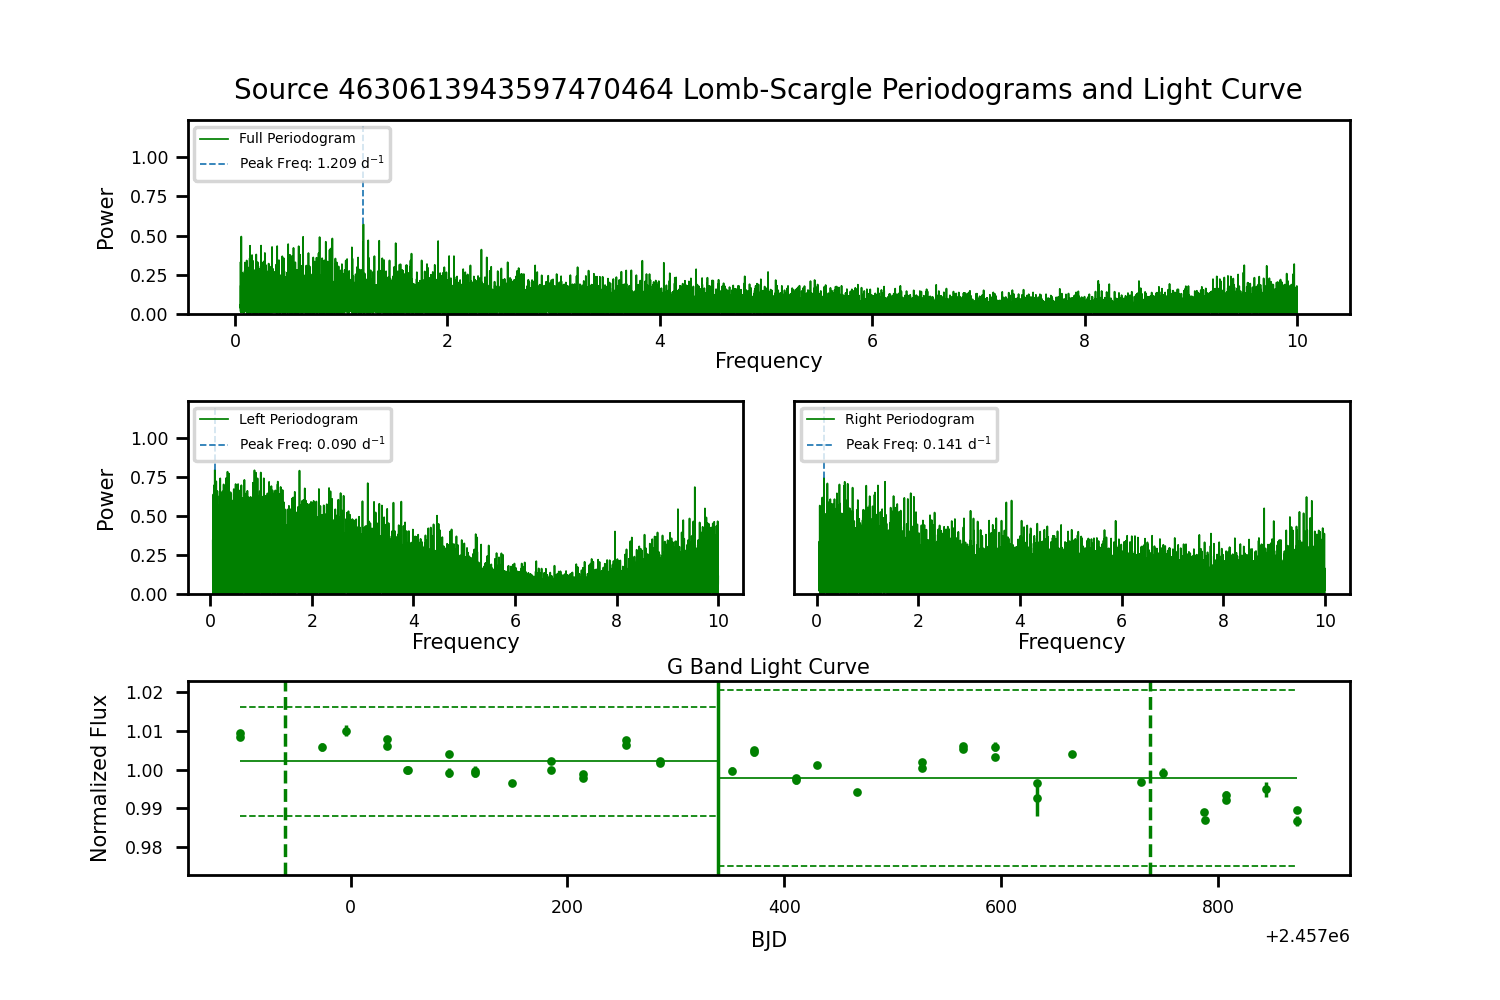 Source 4630613943597470464 Lomb-Scargle Periodograms and Light Curve
Full Periodogram
Peak Freq: 1.209 d⁻¹
1.00
0.75
0.50
0.25
0.00
Power
0 2 4 6 8 10
Frequency
Left Periodogram
Peak Freq: 0.090 d⁻¹
1.00
0.75
0.50
0.25
0.00
Power
0 2 4 6 8 10
Frequency
Right Periodogram
Peak Freq: 0.141 d⁻¹
0 2 4 6 8 10
Frequency
G Band Light Curve
1.02
1.01
1.00
0.99
0.98
Normalized Flux
0 200 400 600 800
BJD
+2.457e6